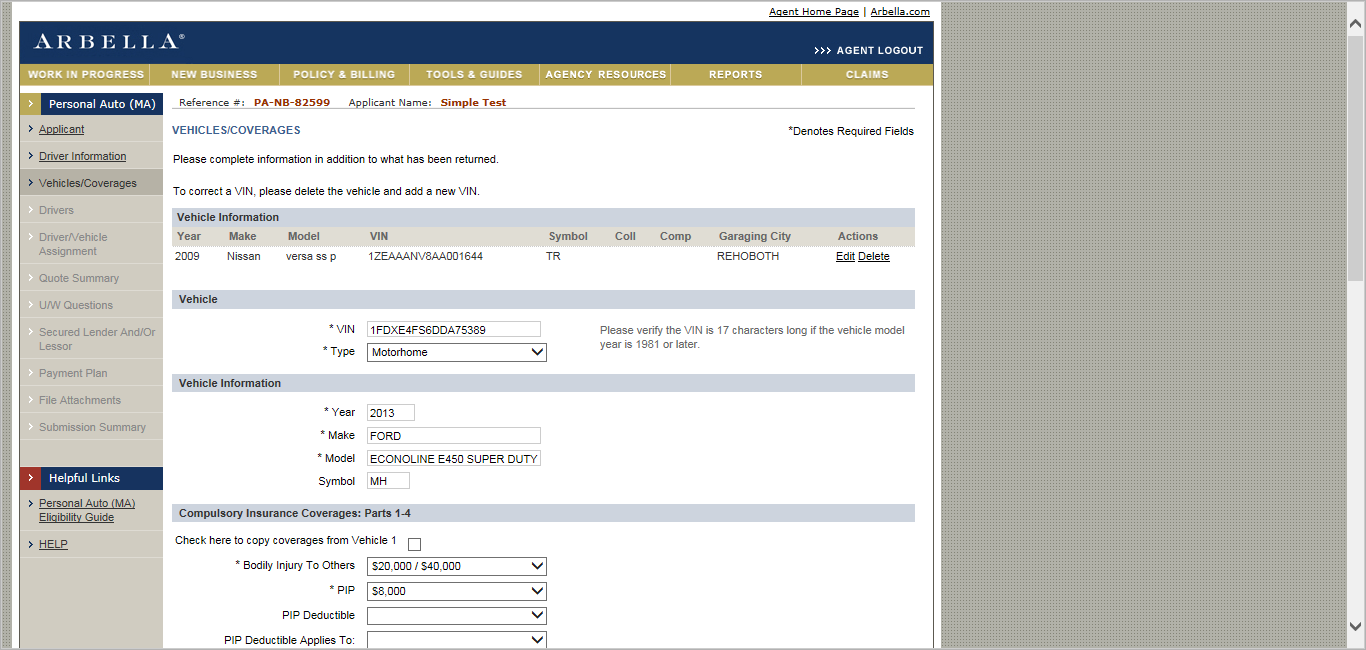 Agent Home Page | Arbella.com
ARBELLA®
>>> AGENT LOGOUT
WORK IN PROGRESS NEW BUSINESS POLICY & BILLING TOOLS & GUIDES AGENCY RESOURCES REPORTS CLAIMS
Personal Auto (MA)
Applicant
Driver Information
Vehicles/Coverages
Drivers
Driver/Vehicle
Assignment
Quote Summary
U/W Questions
Secured Lender And/Or
Lessor
Payment Plan
File Attachments
Submission Summary
Helpful Links
Personal Auto (MA)
Eligibility Guide
HELP
Reference #: PA-NB-82599 Applicant Name: Simple Test
VEHICLES/COVERAGES
*Denotes Required Fields
Please complete information in addition to what has been returned.
To correct a VIN, please delete the vehicle and add a new VIN.
Vehicle Information
Year Make Model VIN Symbol Coll Comp Garaging City Actions
2009 Nissan versa ss p 1ZEAAANV8AA001644 TR REHOBOTH Edit Delete
Vehicle
* VIN 1FDXE4FS6DDA75389
Please verify the VIN is 17 characters long if the vehicle model
year is 1981 or later.
* Type Motorhome
Vehicle Information
* Year 2013
* Make FORD
* Model ECONOLINE E450 SUPER DUTY
Symbol MH
Compulsory Insurance Coverages: Parts 1-4
Check here to copy coverages from Vehicle 1
* Bodily Injury To Others $20,000 / $40,000
* PIP $8,000
PIP Deductible
PIP Deductible Applies To: